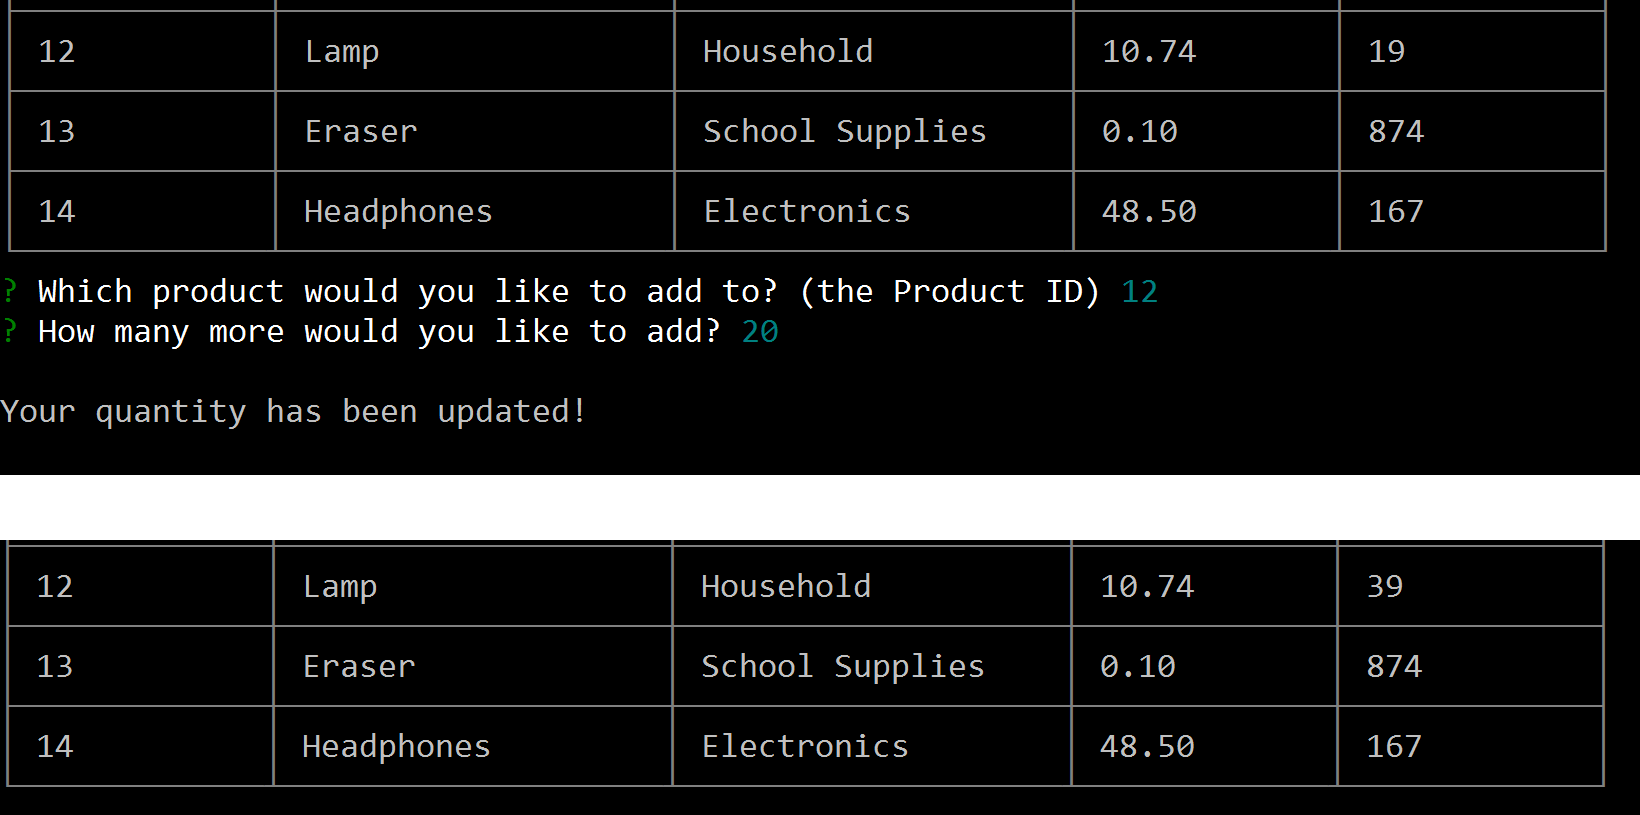 12 Lamp Household 10.74 19
13 Eraser School Supplies 0.10 874
14 Headphones Electronics 48.50 167
? Which product would you like to add to? (the Product ID) 12
? How many more would you like to add? 20
Your quantity has been updated!
12 Lamp Household 10.74 39
13 Eraser School Supplies 0.10 874
14 Headphones Electronics 48.50 167